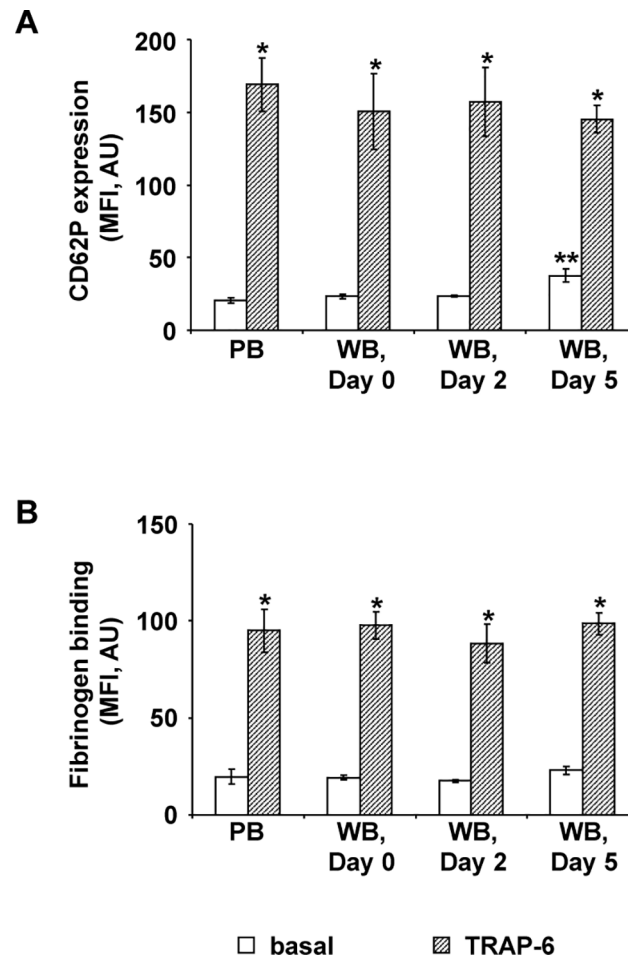 A
CD62P expression
(MFI, AU)
200
150
100
50
0
*
*
*
**
*
PB
WB,
Day 0
WB,
Day 2
WB,
Day 5
B
Fibrinogen binding
(MFI, AU)
150
100
50
0
*
*
*
*
PB
WB,
Day 0
WB,
Day 2
WB,
Day 5
basal
TRAP-6